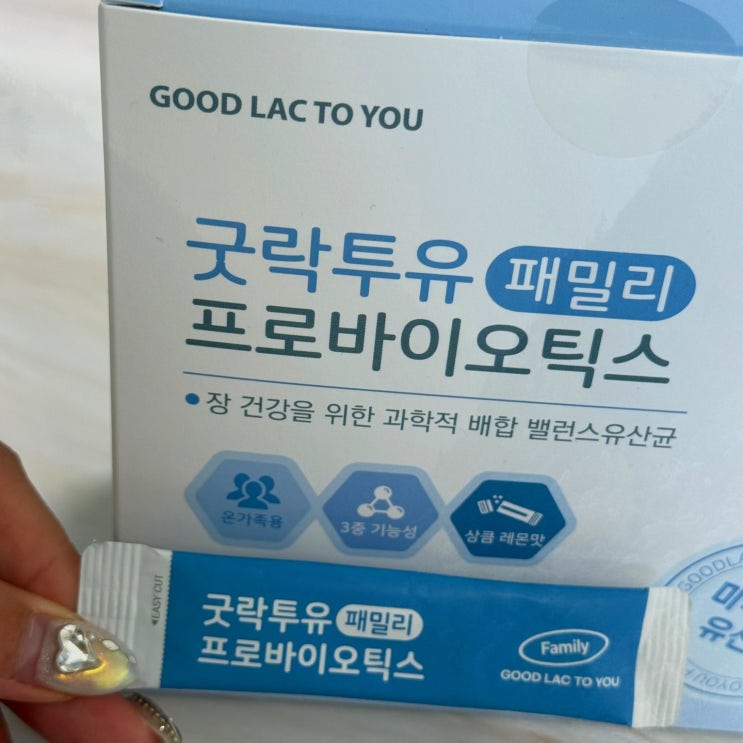 GOOD LAC TO YOU
굿락투유 패밀리
프로바이오틱스
장 건강을 위한 과학적 배합 밸런스유산균
온가족용
3중 기능성
상큼 레몬맛
EASY CUT
굿락투유 패밀리
프로바이오틱스
Family
GOOD LAC TO YOU